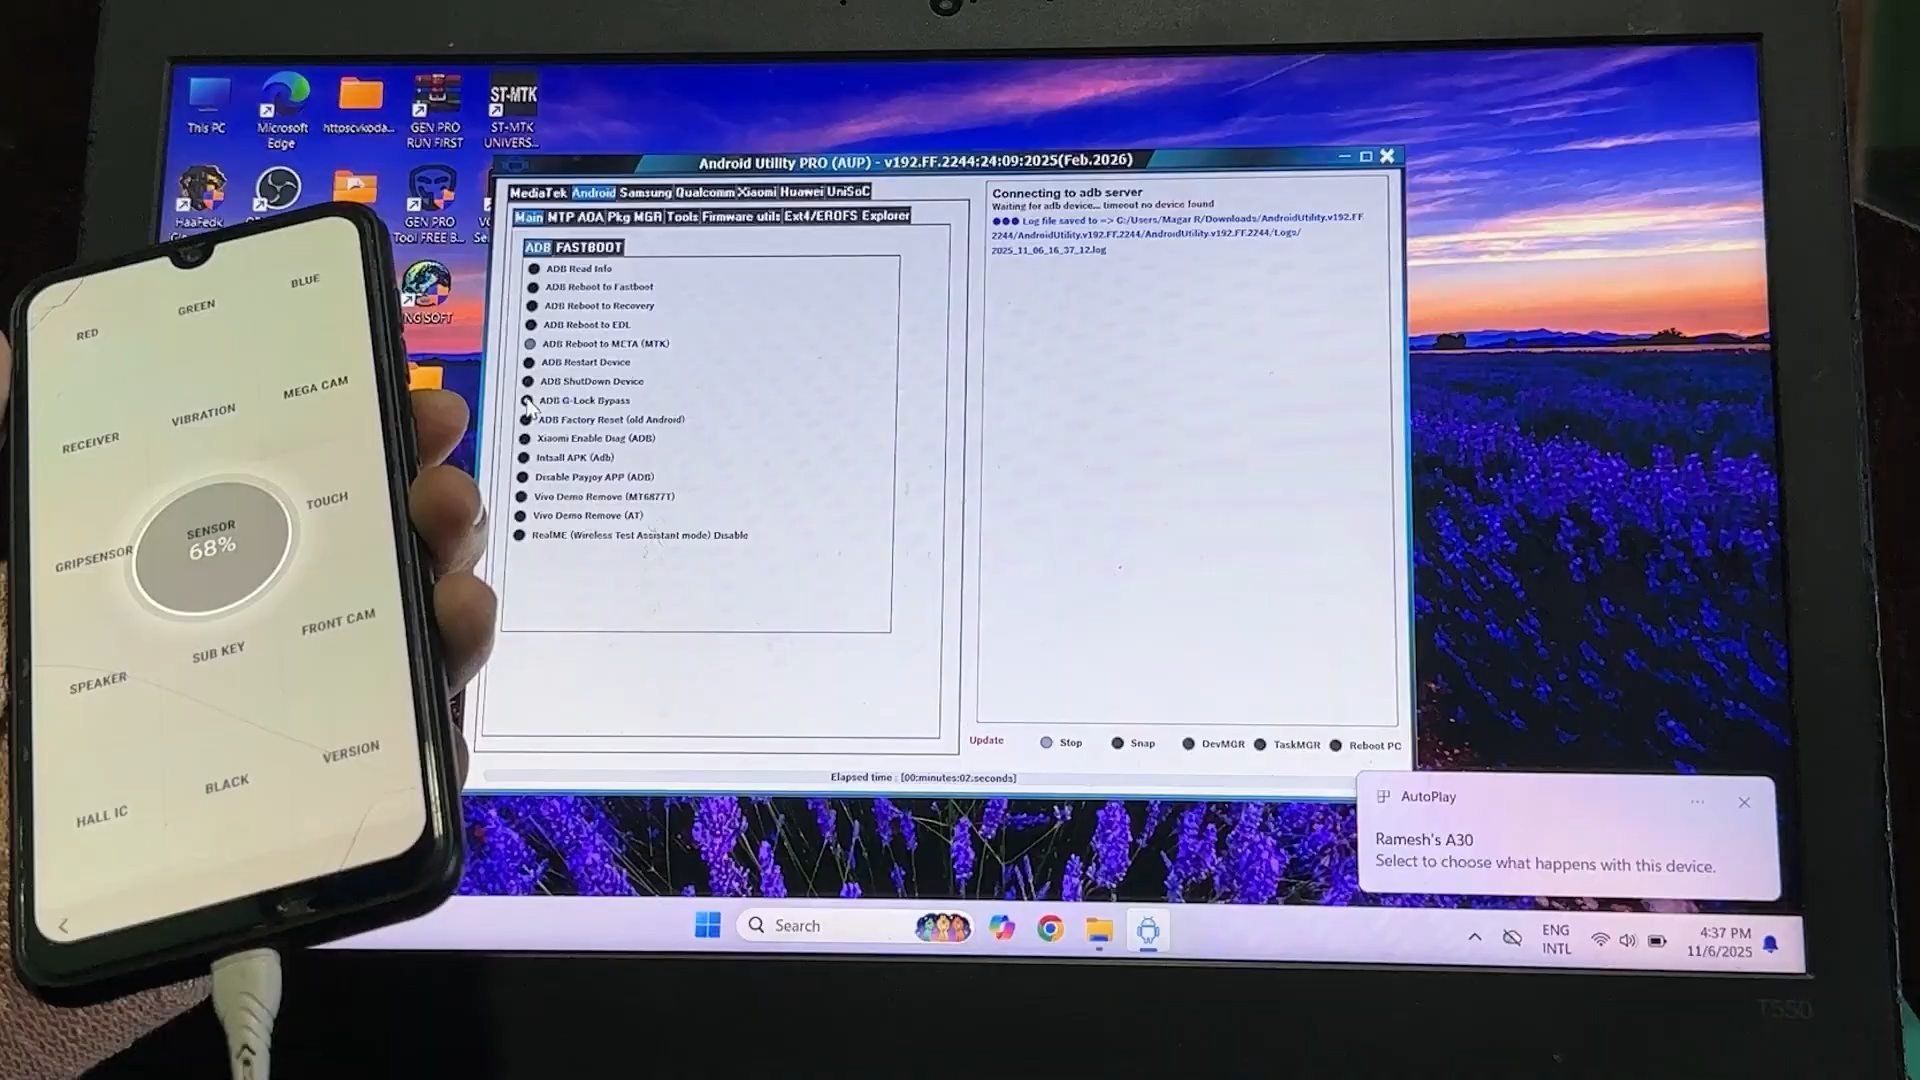 This PC
Microsoft
Edge
httpscvkoda...
GEN PRO
RUN FIRST
ST-MTK
ST-MTK
UNIVERS...
HaaFedk
GEN PRO
Tool FREE B...
NG SOFT
Android Utility PRO (AUP) - v192.FF.2244:24:09:2025(Feb.2026)
MediaTek Android Samsung Qualcomm Xiaomi Huawei UniSoC
Main MTP AOA Pkg MGR Tools Firmware utils Ext4/EROFS Explorer
ADB FASTBOOT
ADB Read Info
ADB Reboot to Fastboot
ADB Reboot to Recovery
ADB Reboot to EDL
ADB Reboot to META (MTK)
ADB Restart Device
ADB ShutDown Device
ADB G-Lock Bypass
ADB Factory Reset (old Android)
Xiaomi Enable Diag (ADB)
Intsall APK (Adb)
Disable Payjoy APP (ADB)
Vivo Demo Remove (MT6877T)
Vivo Demo Remove (AT)
RealME (Wireless Test Assistant mode) Disable
Connecting to adb server
Waiting for adb device... timeout no device found
Log file saved to => C:/Users/Magar R/Downloads/AndroidUtility.v192.FF.
2244/AndroidUtility.v192.FF.2244/AndroidUtility.v192.FF.2244/Logs/
2025_11_06_16_37_12.log
Update Stop Snap DevMGR TaskMGR Reboot PC
Elapsed time : [00:minutes:02.seconds]
AutoPlay
Ramesh's A30
Select to choose what happens with this device.
Search
ENG
INTL
4:37 PM
11/6/2025
T550
RED
GREEN
BLUE
RECEIVER
VIBRATION
MEGA CAM
GRIPSENSOR
SENSOR
68%
TOUCH
SPEAKER
SUB KEY
FRONT CAM
HALL IC
BLACK
VERSION